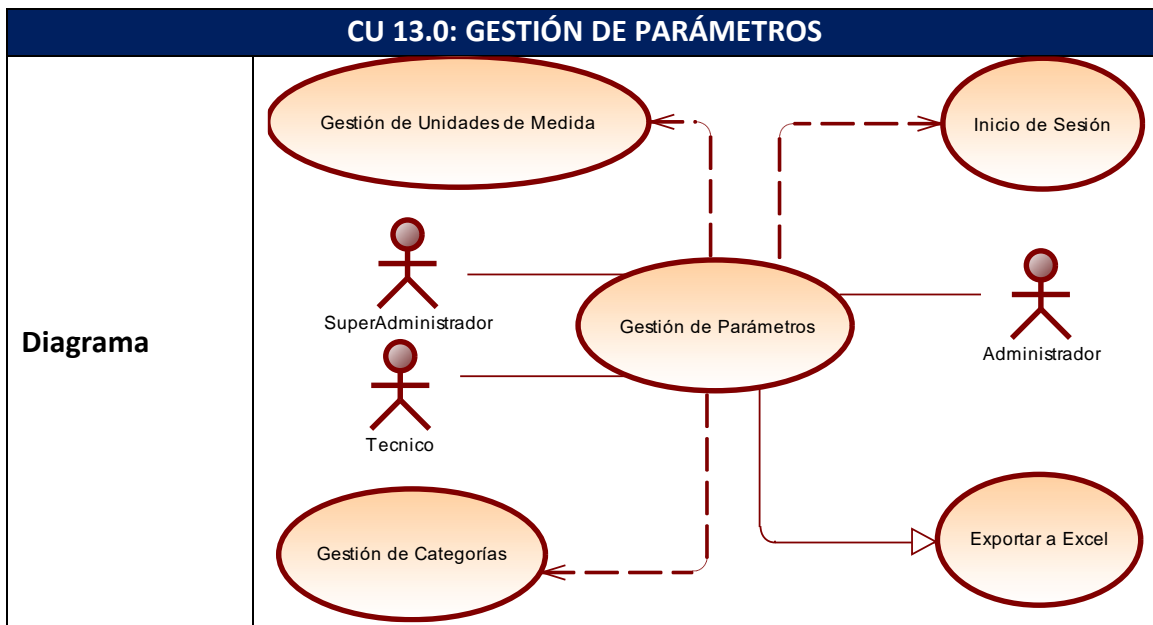 CU 13.0: GESTIÓN DE PARÁMETROS
Diagrama
Gestión de Unidades de Medida
Inicio de Sesión
SuperAdministrador
Gestión de Parámetros
Administrador
Tecnico
Gestión de Categorías
Exportar a Excel